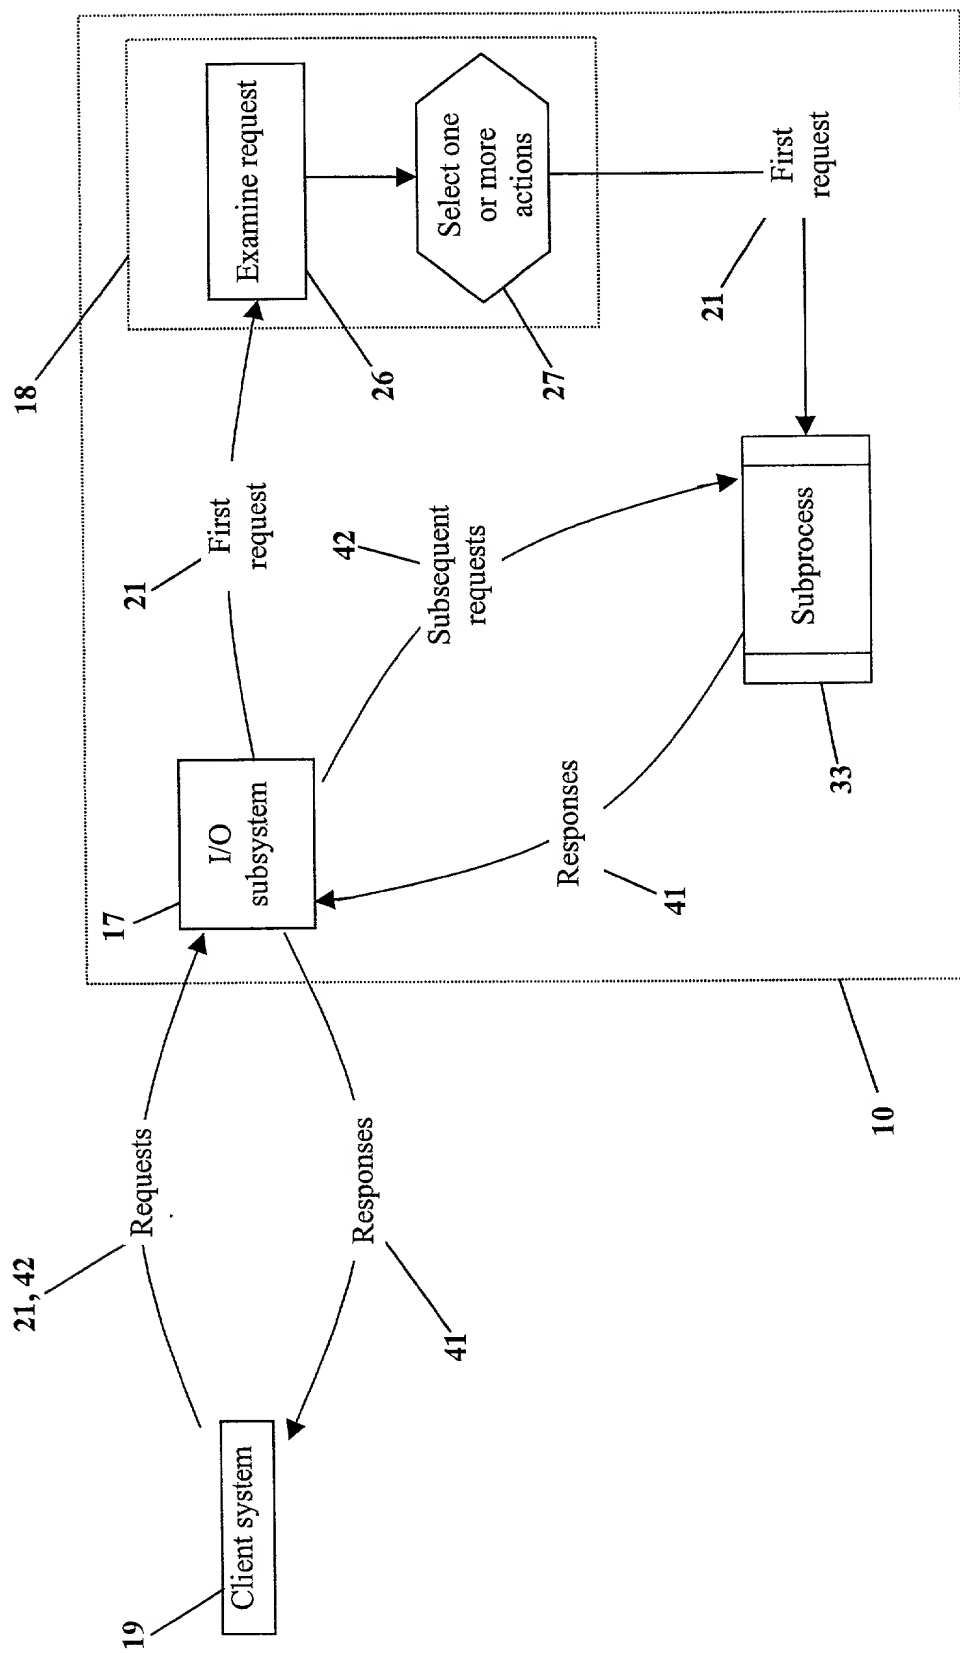 18
21
First
request
Examine request
26
Select one
or more
actions
27
21
First
request
42
Subsequent
requests
17
I/O
subsystem
Responses
41
Subprocess
33
10
21, 42
Requests
Responses
41
19
Client system